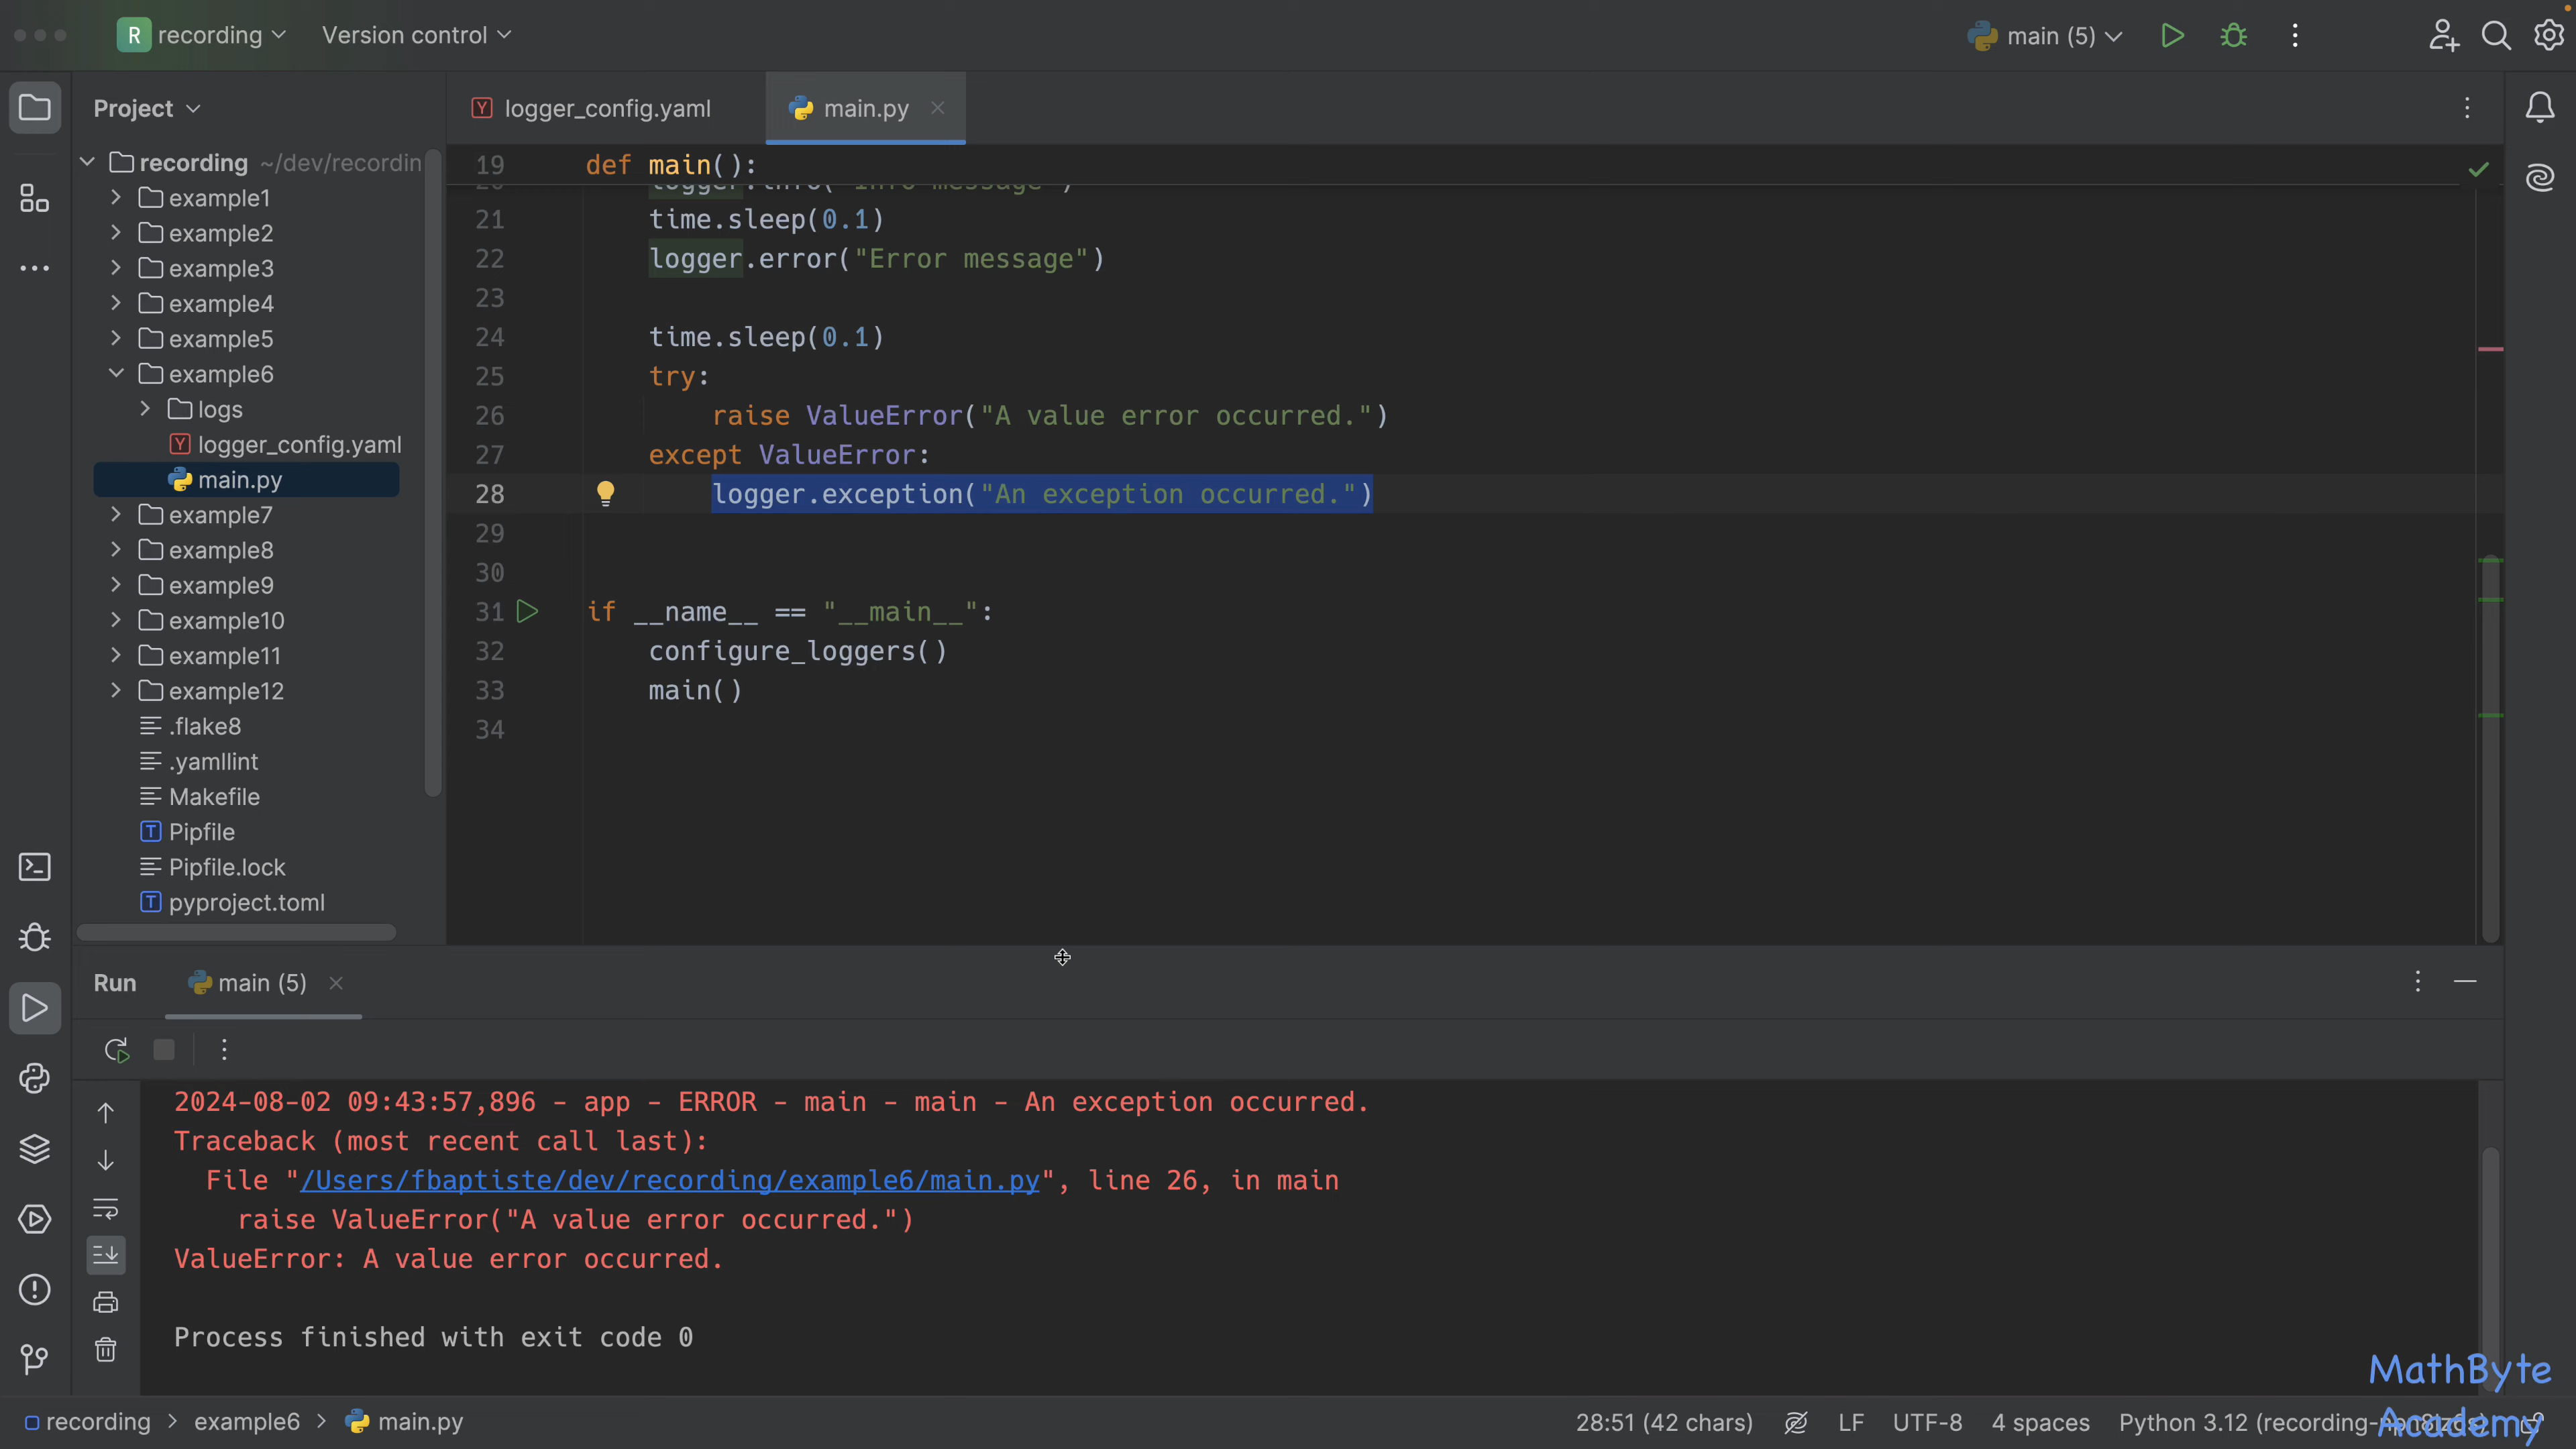 R recording Version control main (5)
Project
logger_config.yaml main.py
recording ~/dev/recordin
example1
example2
example3
example4
example5
example6
logs
logger_config.yaml
main.py
example7
example8
example9
example10
example11
example12
.flake8
.yamllint
Makefile
Pipfile
Pipfile.lock
pyproject.toml
19 def main():
21 time.sleep(0.1)
22 logger.error("Error message")
23
24 time.sleep(0.1)
25 try:
26 raise ValueError("A value error occurred.")
27 except ValueError:
28 logger.exception("An exception occurred.")
29
30
31 if __name__ == "__main__":
32 configure_loggers()
33 main()
34
Run main (5)
2024-08-02 09:43:57,896 - app - ERROR - main - main - An exception occurred.
Traceback (most recent call last):
File "/Users/fbaptiste/dev/recording/example6/main.py", line 26, in main
raise ValueError("A value error occurred.")
ValueError: A value error occurred.
Process finished with exit code 0
MathByte
Academy
recording > example6 > main.py 28:51 (42 chars) LF UTF-8 4 spaces Python 3.12